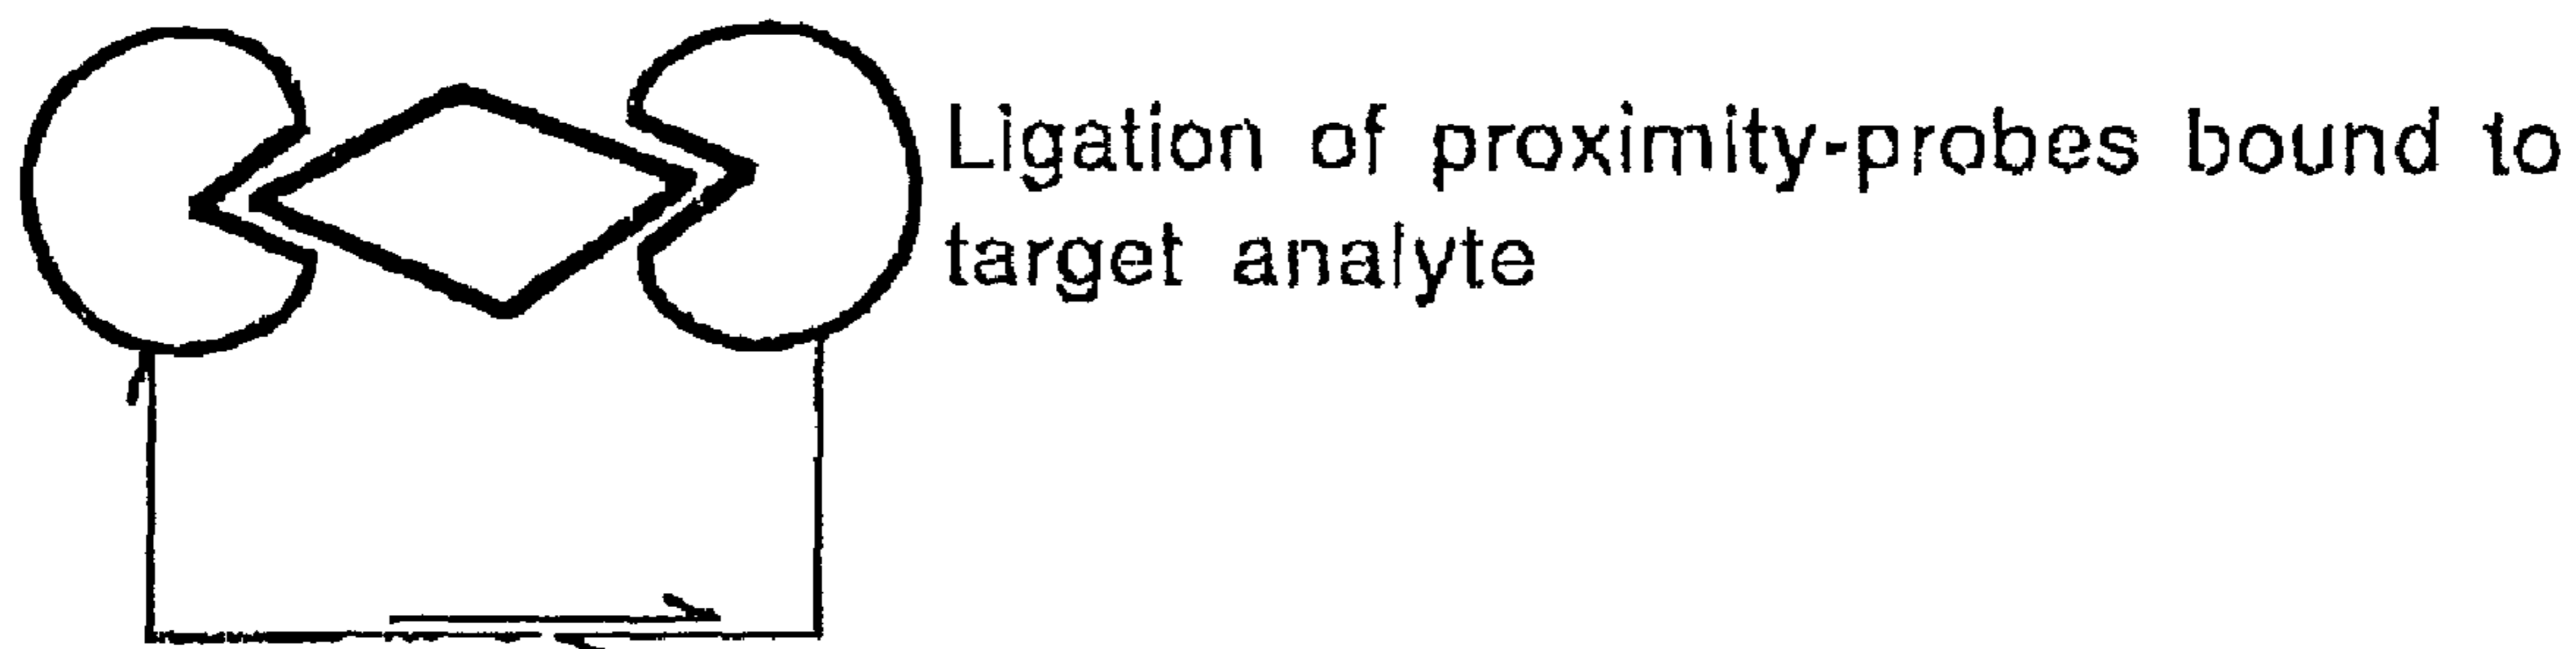 Ligation of proximity-probes bound to
target analyte